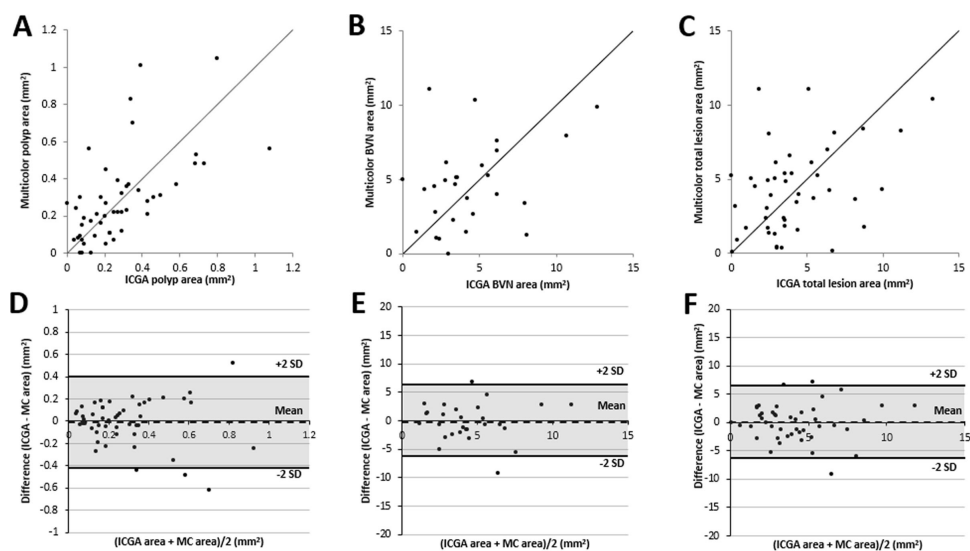 A
B
C
Multicolor polyp area (mm²)
1.2
1
0.8
0.6
0.4
0.2
0
0 0.2 0.4 0.6 0.8 1 1.2
ICGA polyp area (mm²)
Multicolor BVN area (mm²)
15
10
5
0
0 5 10 15
ICGA BVN area (mm²)
Multicolor total lesion area (mm²)
15
10
5
0
0 5 10 15
ICGA total lesion area (mm²)
D
E
F
Difference (ICGA - MC area) (mm²)
1
0.8
0.6
0.4
0.2
0
-0.2
-0.4
-0.6
-0.8
-1
+2 SD
Mean
0 0.2 0.4 0.6 0.8 1 1.2
-2 SD
(ICGA area + MC area)/2 (mm²)
Difference (ICGA - MC area) (mm²)
20
15
10
5
0
-5
-10
-15
-20
+2 SD
Mean
0 5 10 15
-2 SD
(ICGA area + MC area)/2 (mm²)
Difference (ICGA - MC area) (mm²)
20
15
10
5
0
-5
-10
-15
-20
+2 SD
Mean
0 5 10 15
-2 SD
(ICGA area + MC area)/2 (mm²)